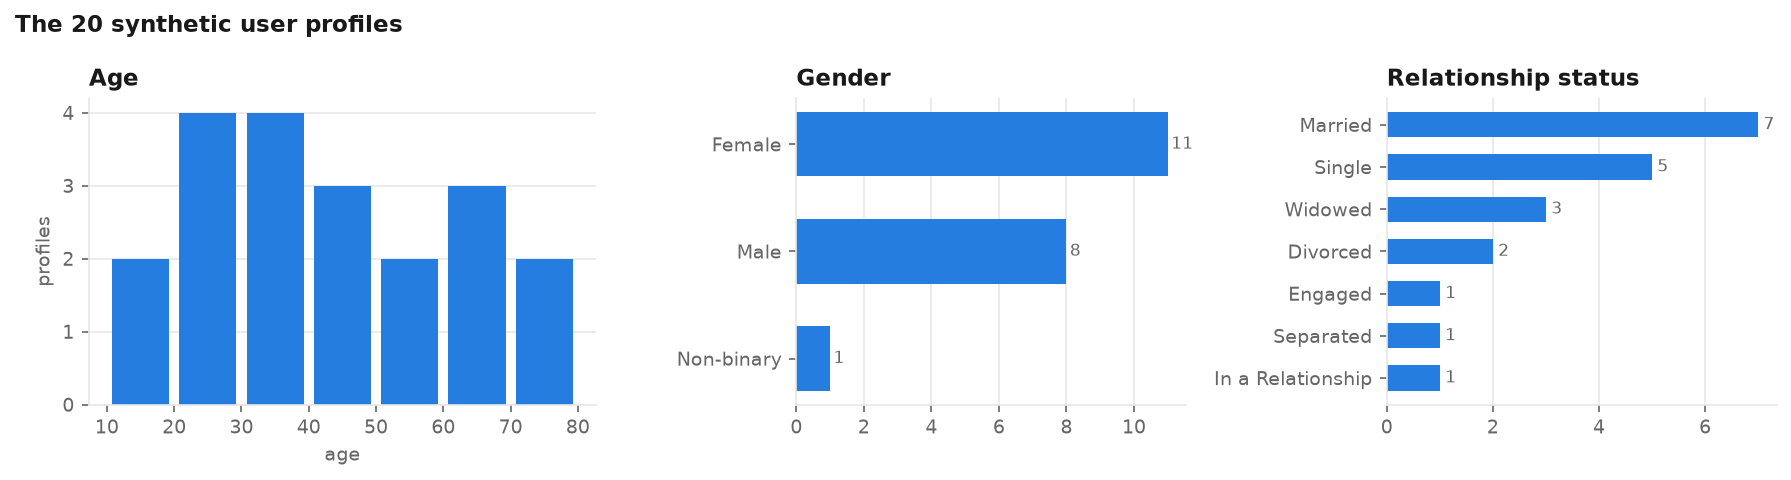 The 20 synthetic user profiles
Age
4
3
2
1
0
profiles
10 20 30 40 50 60 70 80
age
Gender
Female 11
Male 8
Non-binary 1
0 2 4 6 8 10
Relationship status
Married 7
Single 5
Widowed 3
Divorced 2
Engaged 1
Separated 1
In a Relationship 1
0 2 4 6